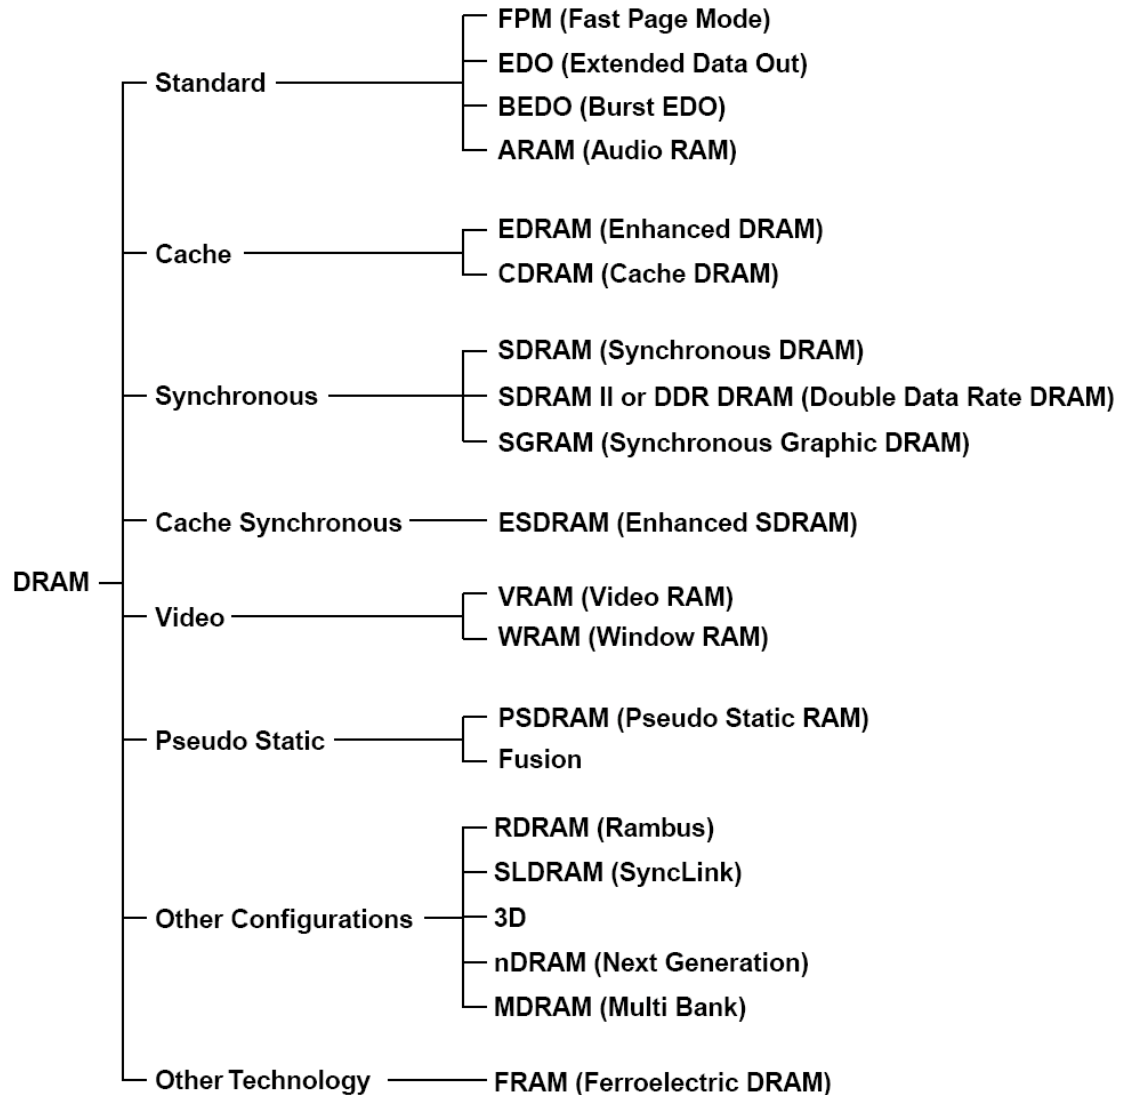 FPM (Fast Page Mode)
EDO (Extended Data Out)
Standard
BEDO (Burst EDO)
ARAM (Audio RAM)
EDRAM (Enhanced DRAM)
Cache
CDRAM (Cache DRAM)
SDRAM (Synchronous DRAM)
Synchronous
SDRAM II or DDR DRAM (Double Data Rate DRAM)
SGRAM (Synchronous Graphic DRAM)
Cache Synchronous
ESDRAM (Enhanced SDRAM)
DRAM
VRAM (Video RAM)
Video
WRAM (Window RAM)
PSDRAM (Pseudo Static RAM)
Pseudo Static
Fusion
RDRAM (Rambus)
SLDRAM (SyncLink)
Other Configurations
3D
nDRAM (Next Generation)
MDRAM (Multi Bank)
Other Technology
FRAM (Ferroelectric DRAM)